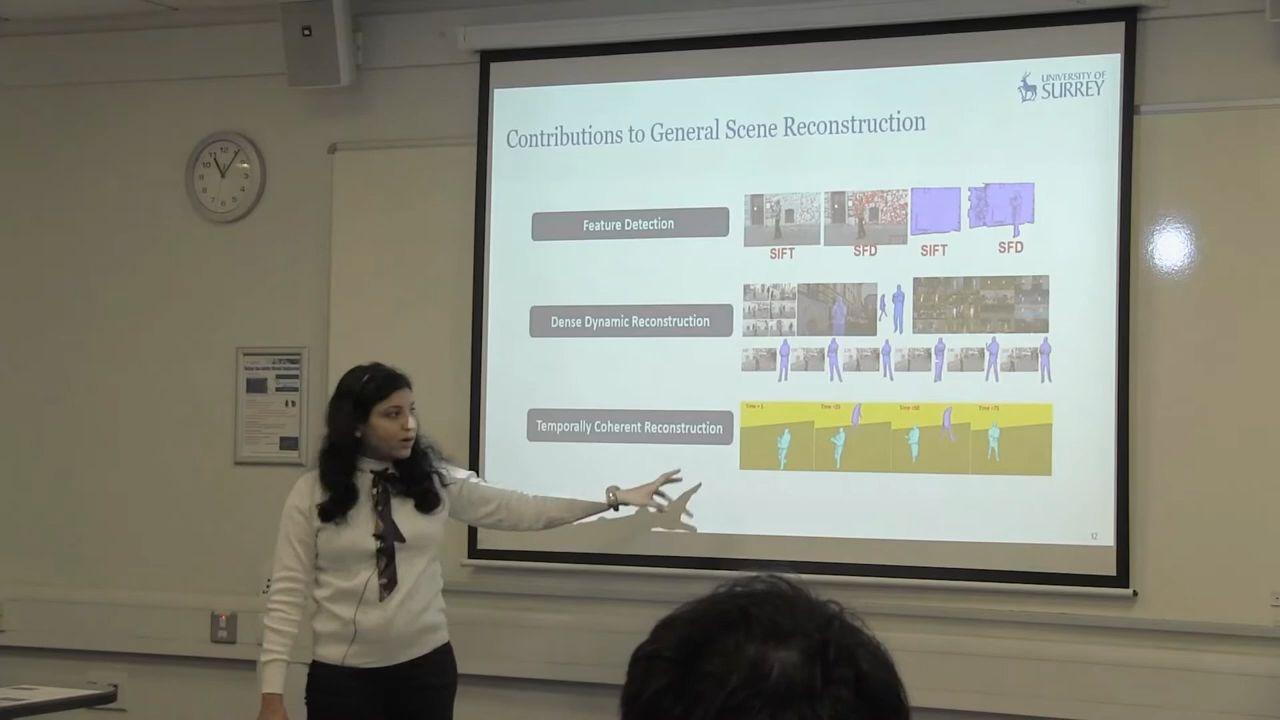 UNIVERSITY OF
SURREY
Contributions to General Scene Reconstruction
Feature Detection
SIFT
SFD
SIFT
SFD
Dense Dynamic Reconstruction
Temporally Coherent Reconstruction
12